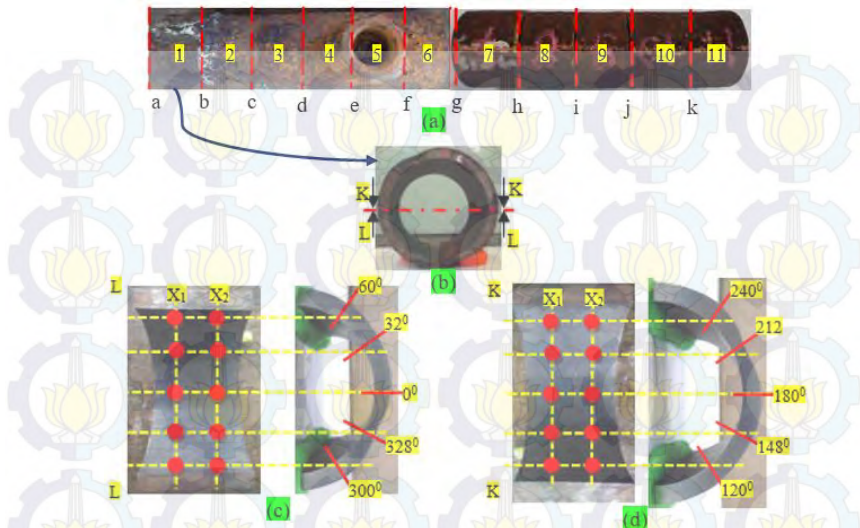 1 2 3 4 5 6 7 8 9 10 11
a b c d e f g h i j k
(a)
K K
L L
(b)
L X₁ X₂ 60⁰
32⁰
0⁰
328⁰
300⁰
L (c)
K X₁ X₂ 240⁰
212
180⁰
148⁰
120⁰
K (d)